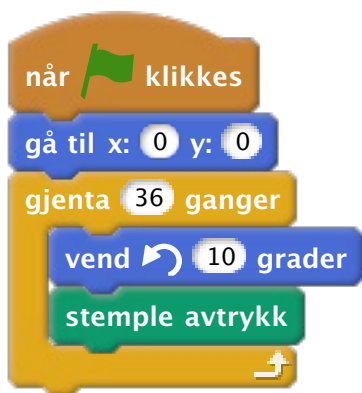 når klikkes
gå til x: 0 y: 0
gjenta 36 ganger
vend 10 grader
stemple avtrykk